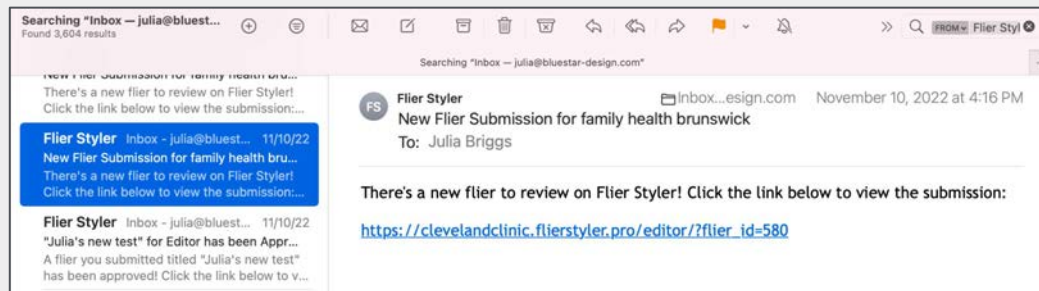 Searching "Inbox — julia@bluest...
Found 3,604 results
FROM Flier Styl
Searching "Inbox — julia@bluestar-design.com"
New Flier Submission for family health bru...
There's a new flier to review on Flier Styler!
Click the link below to view the submission:...
Flier Styler Inbox - julia@bluest... 11/10/22
New Flier Submission for family health bru...
There's a new flier to review on Flier Styler!
Click the link below to view the submission:...
Flier Styler Inbox - julia@bluest... 11/10/22
"Julia's new test" for Editor has been Appr...
A flier you submitted titled "Julia's new test"
has been approved! Click the link below to v...
FS
Flier Styler Inbox...esign.com November 10, 2022 at 4:16 PM
New Flier Submission for family health brunswick
To: Julia Briggs
There's a new flier to review on Flier Styler! Click the link below to view the submission:
https://clevelandclinic.flierstyler.pro/editor/?flier_id=580